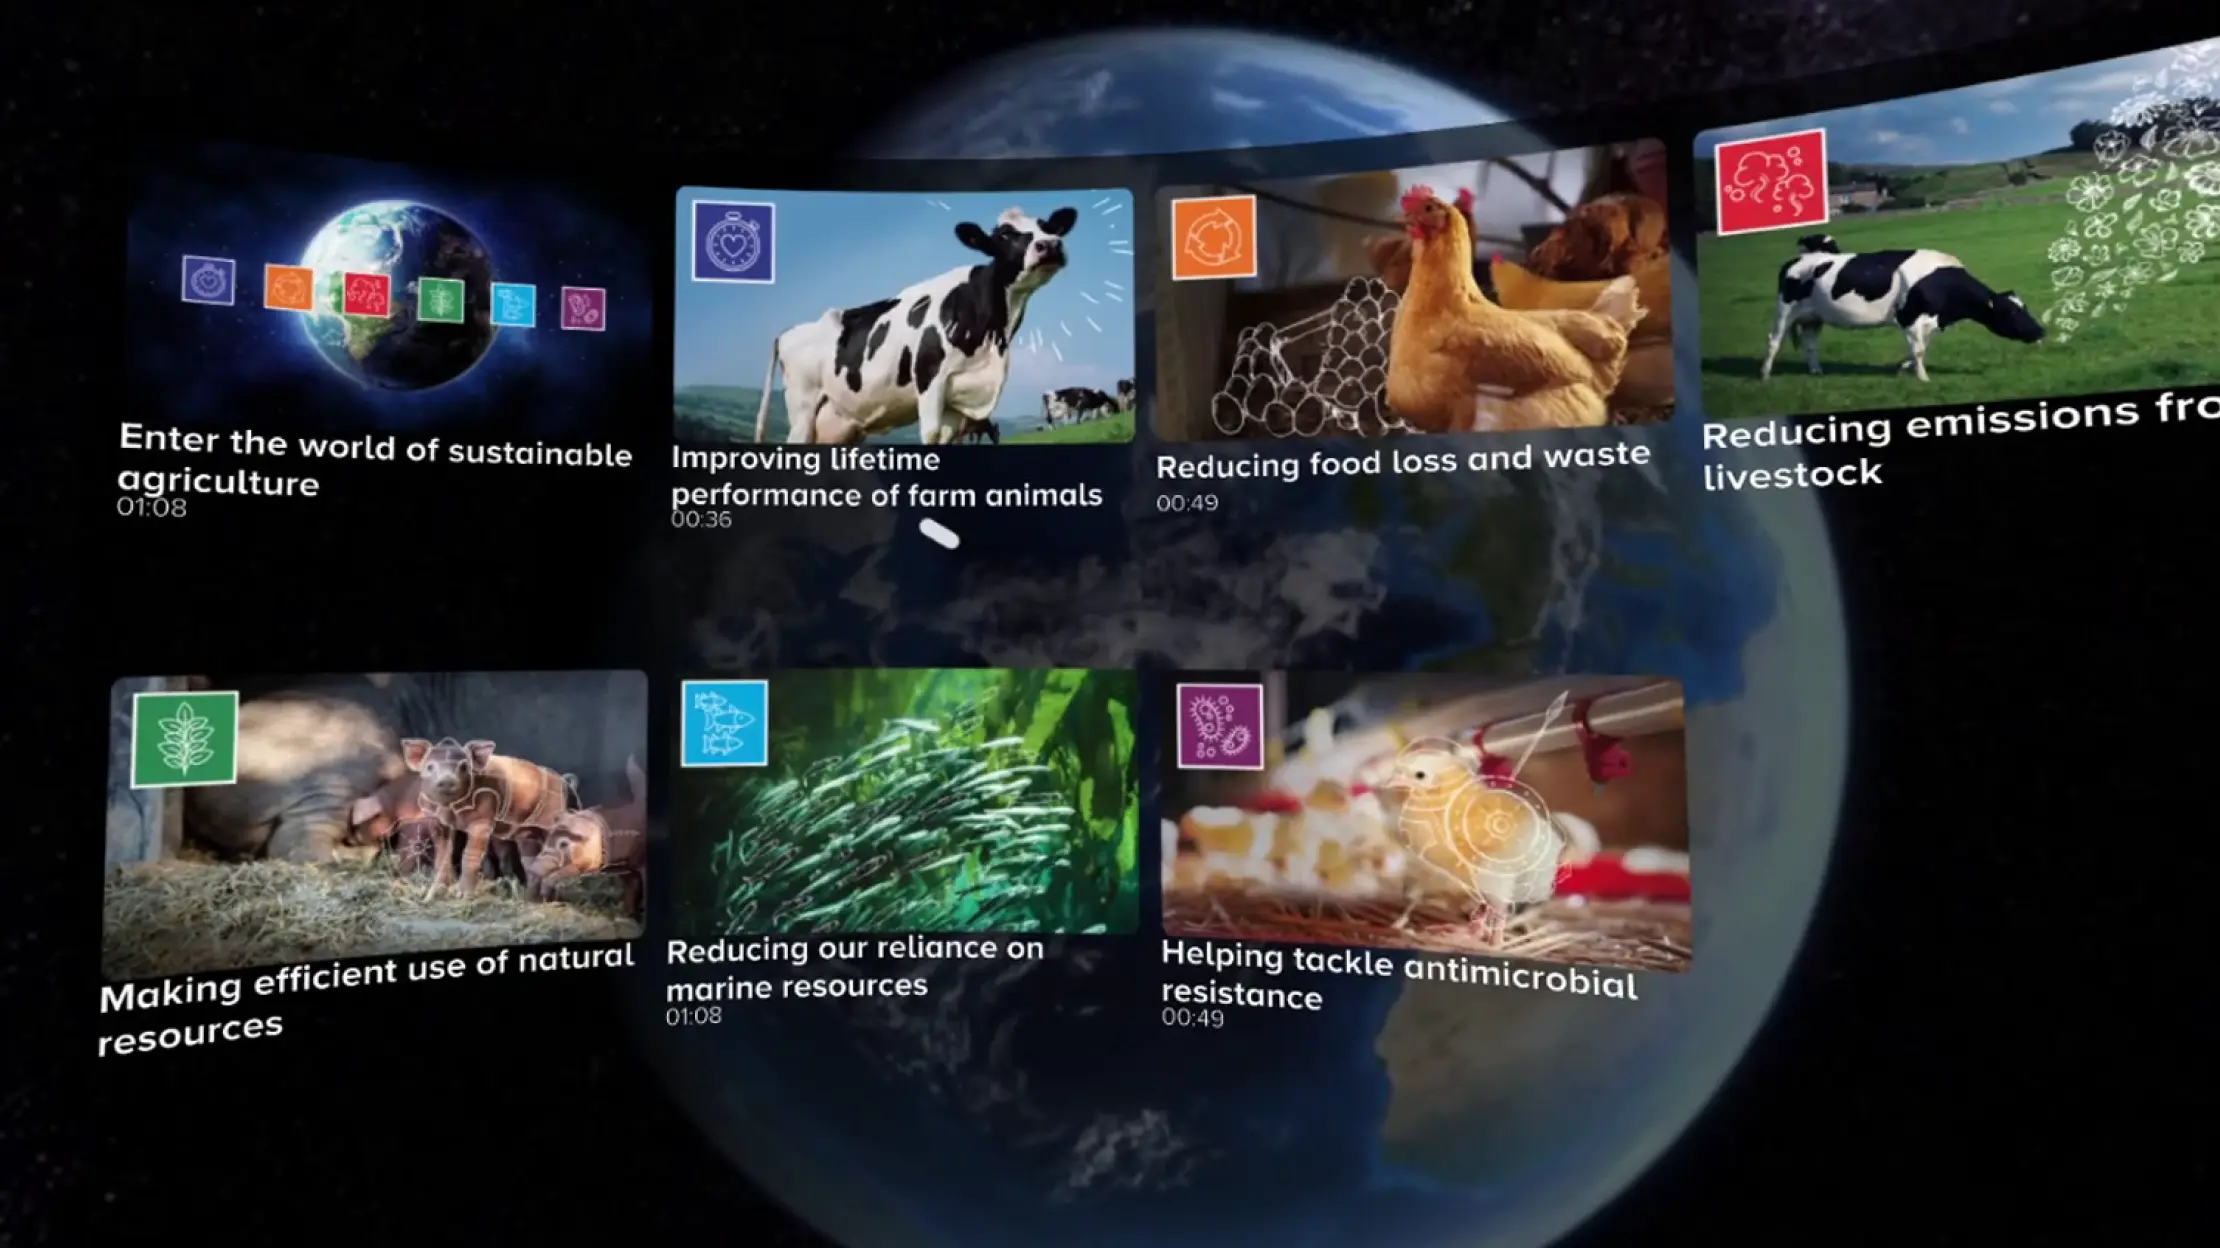 Enter the world of sustainable
agriculture
01:08
Improving lifetime
performance of farm animals
00:36
Reducing food loss and waste
00:49
Reducing emissions
livestock
Making efficient use of natural
resources
Reducing our reliance on
marine resources
01:08
Helping tackle antimicrobial
resistance
00:49